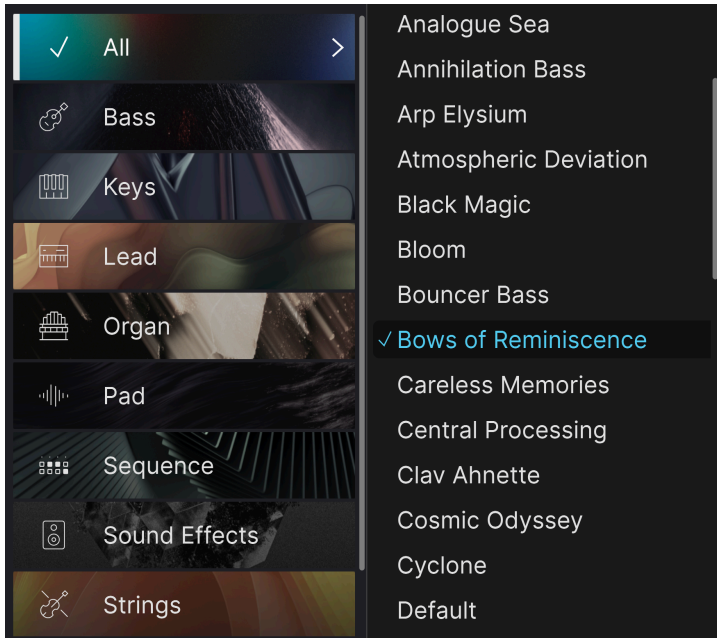 All
Bass
Keys
Lead
Organ
Pad
Sequence
Sound Effects
Strings
Analogue Sea
Annihilation Bass
Arp Elysium
Atmospheric Deviation
Black Magic
Bloom
Bouncer Bass
Bows of Reminiscence
Careless Memories
Central Processing
Clav Ahnette
Cosmic Odyssey
Cyclone
Default